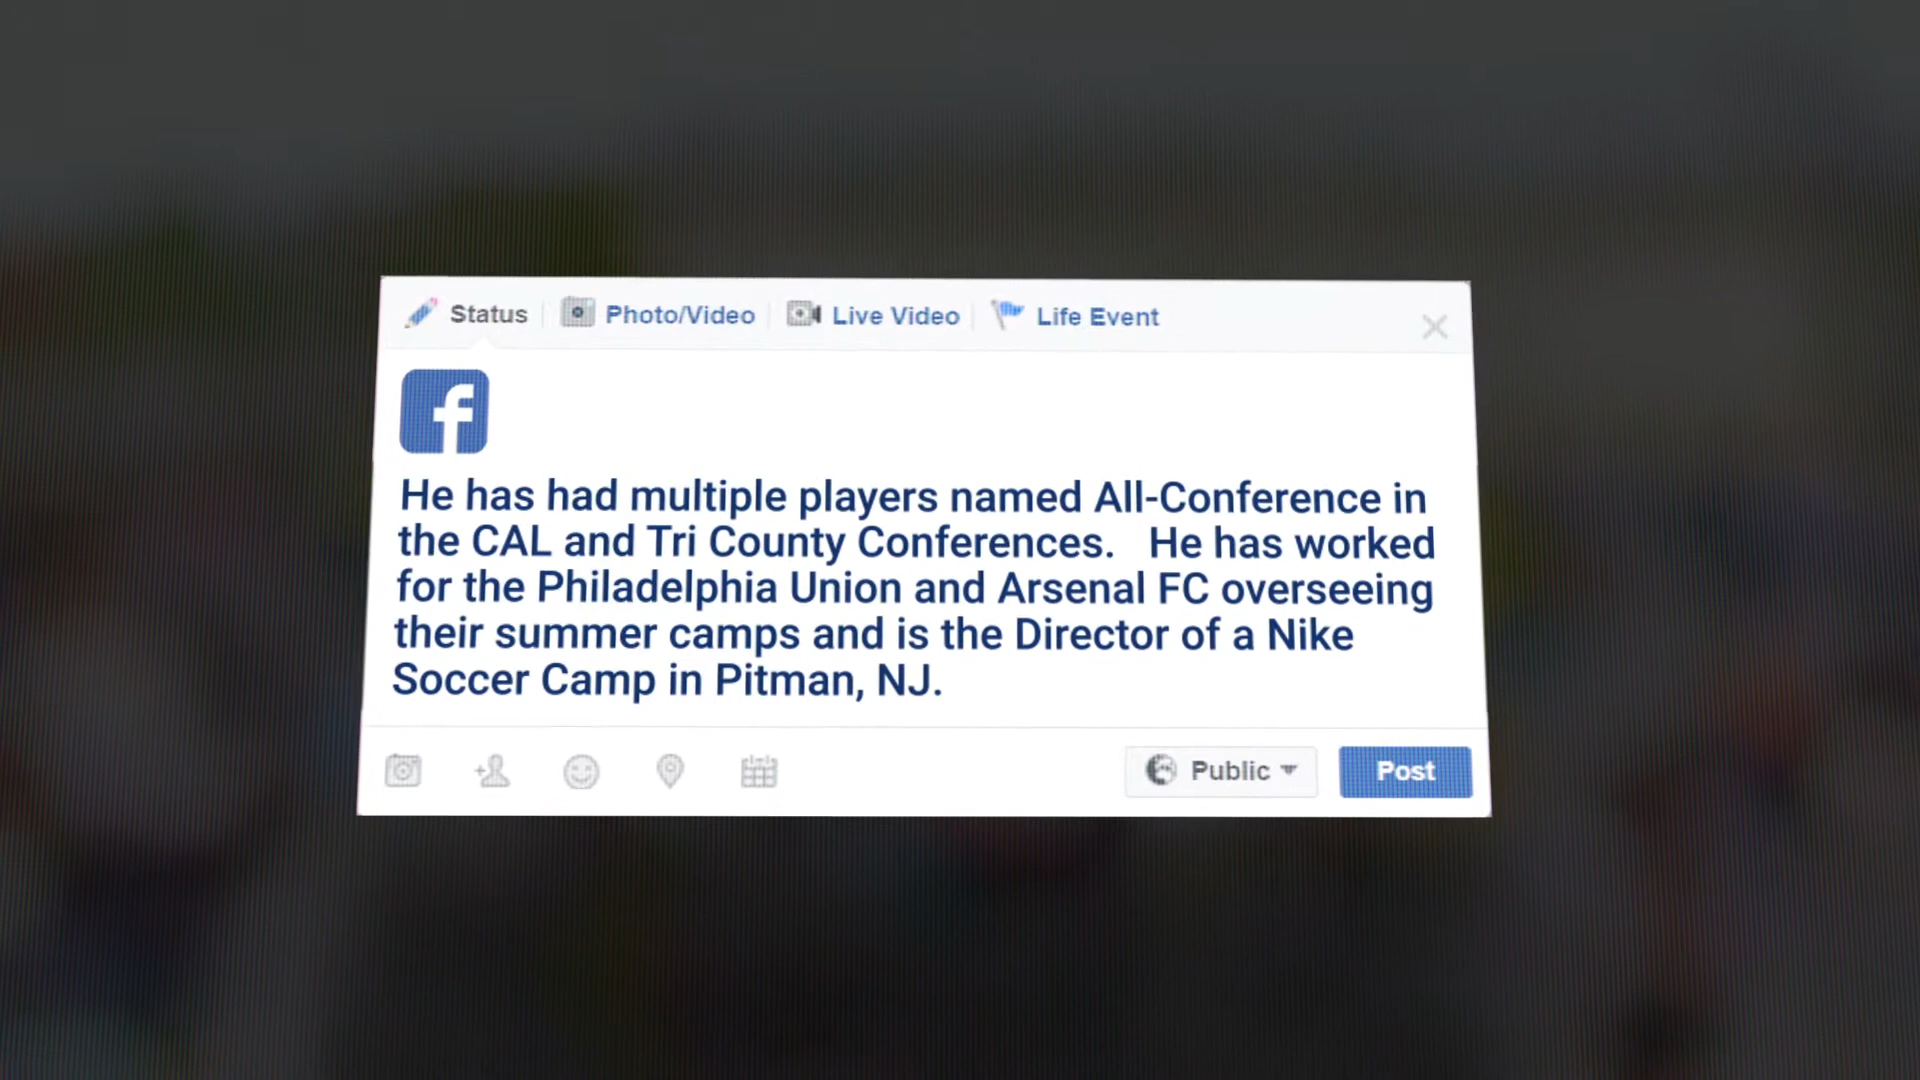 Status Photo/Video Live Video Life Event
f
He has had multiple players named All-Conference in
the CAL and Tri County Conferences.   He has worked
for the Philadelphia Union and Arsenal FC overseeing
their summer camps and is the Director of a Nike
Soccer Camp in Pitman, NJ.
Public Post